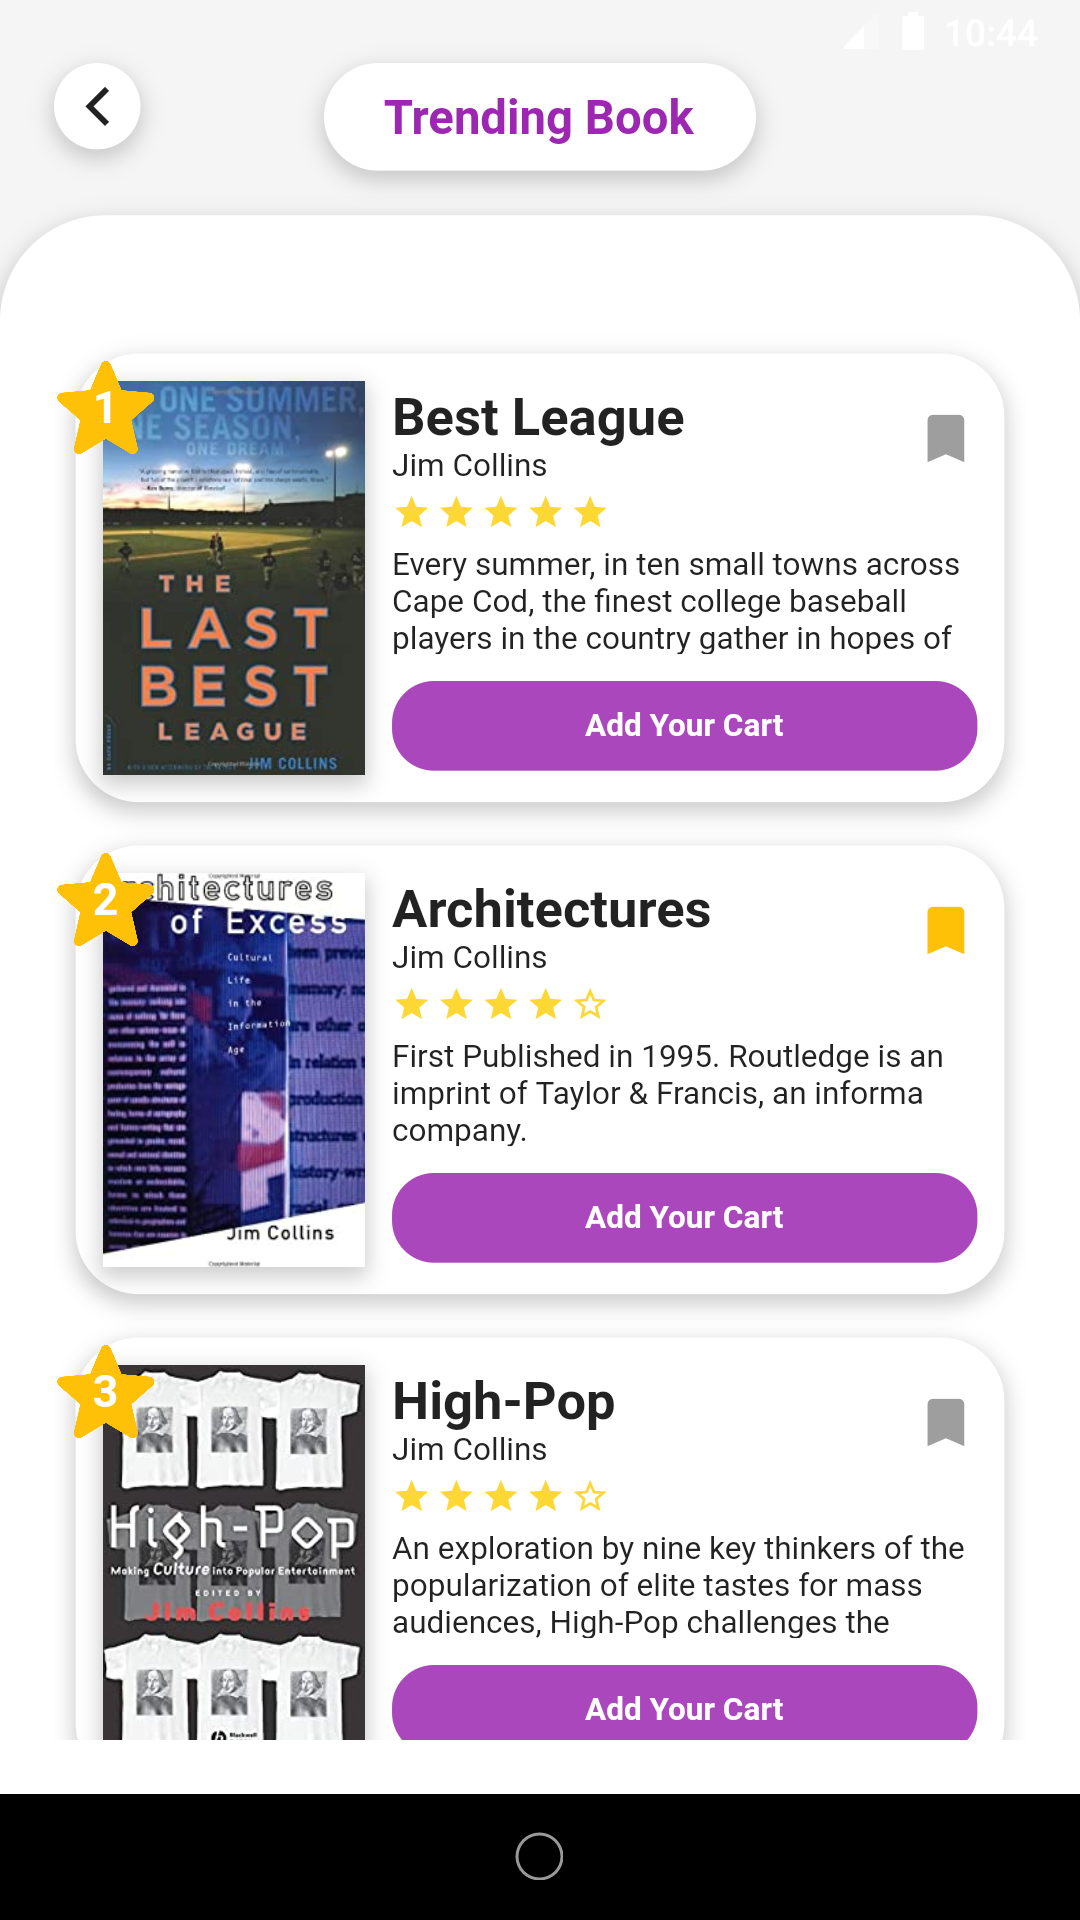 10:44
Trending Book
1
ONE SUMMER,
NE SEASON,
ONE DREAM
THE
LAST
BEST
LEAGUE
JIM COLLINS
Best League
Jim Collins
Every summer, in ten small towns across
Cape Cod, the finest college baseball
players in the country gather in hopes of
Add Your Cart
2
chitectures
of Excess
Cultural
Life
in the
Information
Age
Jim Collins
Copyrighted Material
Architectures
Jim Collins
First Published in 1995. Routledge is an
imprint of Taylor & Francis, an informa
company.
Add Your Cart
3
High-Pop
Making Culture into Popular Entertainment
EDITED BY
Jim Collins
Blackwell
High-Pop
Jim Collins
An exploration by nine key thinkers of the
popularization of elite tastes for mass
audiences, High-Pop challenges the
Add Your Cart